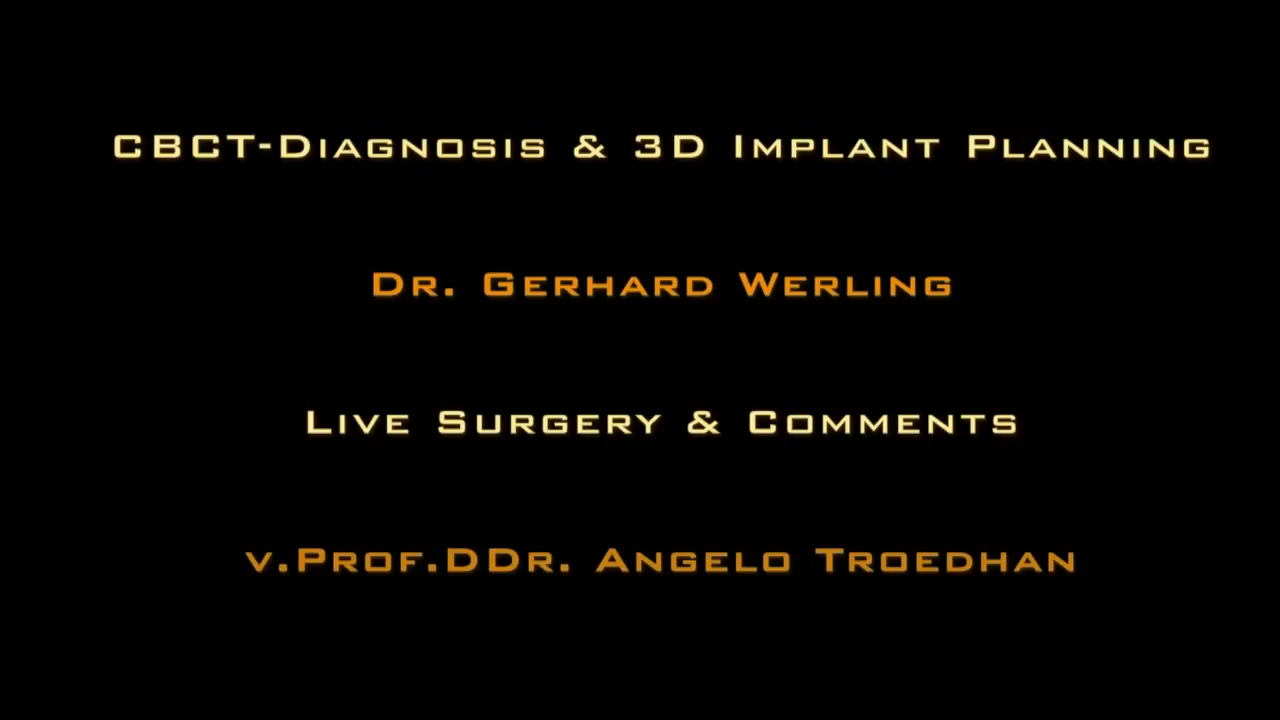 CBCT-Diagnosis & 3D Implant Planning
Dr. Gerhard Werling
Live Surgery & Comments
v.Prof.DDr. Angelo Troedhan